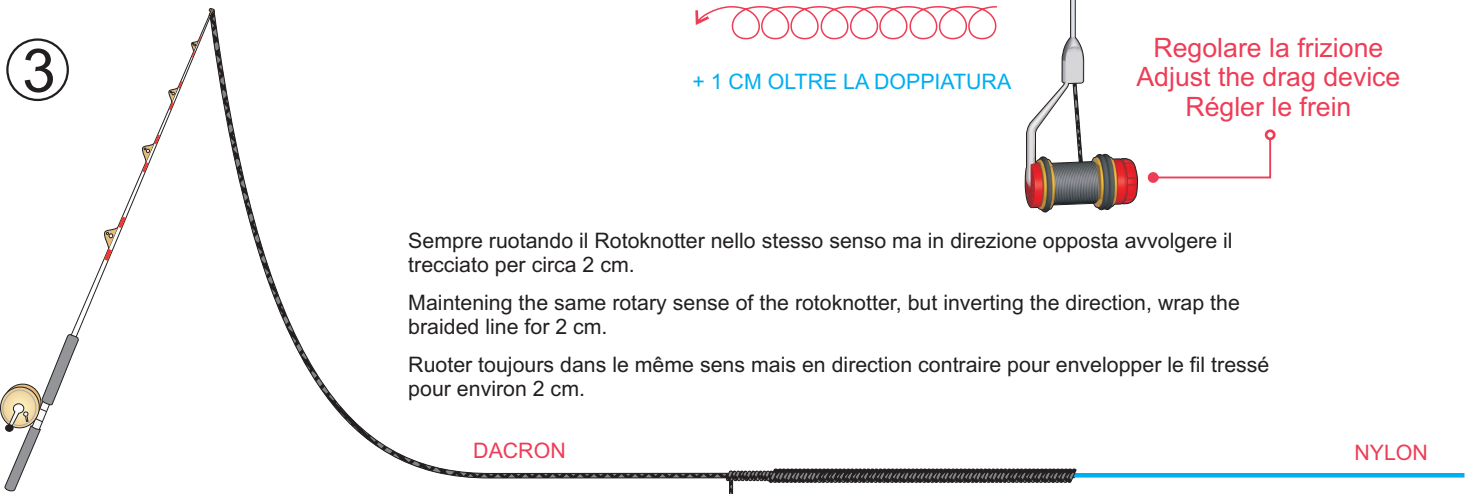 3
+ 1 CM OLTRE LA DOPPIATURA
Regolare la frizione
Adjust the drag device
Régler le frein
Sempre ruotando il Rotoknotter nello stesso senso ma in direzione opposta avvolgere il
trecciato per circa 2 cm.
Maintening the same rotary sense of the rotoknotter, but inverting the direction, wrap the
braided line for 2 cm.
Ruoter toujours dans le même sens mais en direction contraire pour envelopper le fil tressé
pour environ 2 cm.
DACRON
NYLON